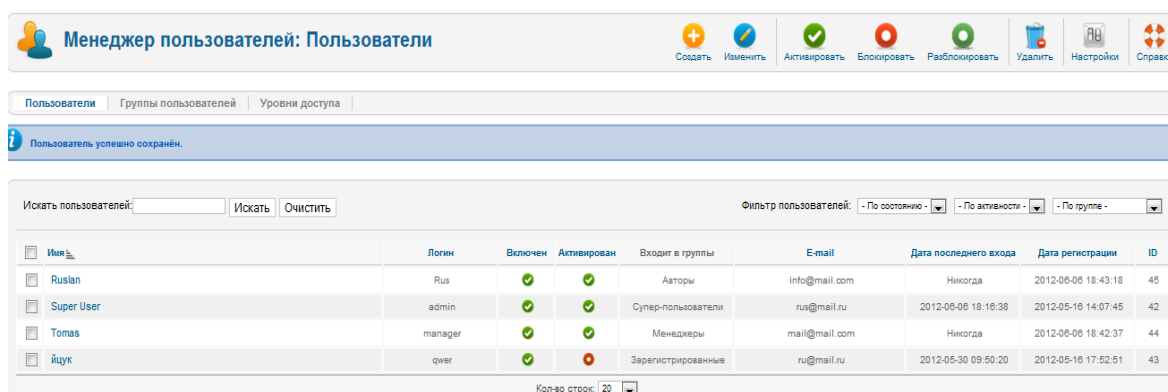 Менеджер пользователей: Пользователи
Создать Изменить Активировать Блокировать Разблокировать Удалить Настройки Справк
Пользователи Группы пользователей Уровни доступа
Пользователь успешно сохранён.
Искать пользователей: Искать Очистить Фильтр пользователей: - По состоянию - - По активности - - По группе -
Имя Логин Включен Активирован Входит в группы E-mail Дата последнего входа Дата регистрации ID
Ruslan Rus Авторы info@mail.com Никогда 2012-06-06 18:43:18 45
Super User admin Супер-пользователи rus@mail.ru 2012-06-06 18:16:38 2012-05-16 14:07:45 42
Tomas manager Менеджеры mail@mail.com Никогда 2012-06-06 18:42:37 44
йцук qwer Зарегистрированные ru@mail.ru 2012-05-30 09:50:20 2012-05-16 17:52:51 43
Кол-во строк: 20